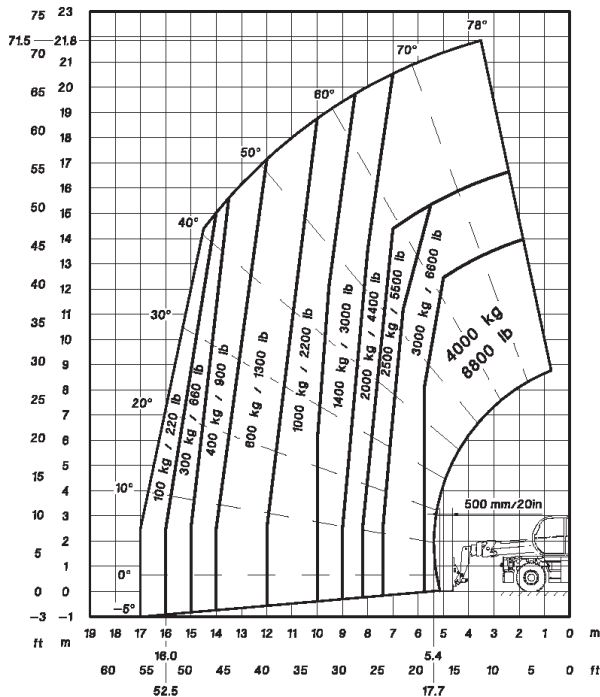 75 23
71.5 21.8 78°
70 21 70°
20
65 19 60°
60 18
17 50°
55 16
50 15
14 40°
45 13
40 12
11
35 10 30°
30 9
8
25 7 20°
20 6
5
15 4 10°
10 3
2
5 1 0°
0 0
-3 -1 -5°
ft m
100 kg / 220 lb
300 kg / 660 lb
400 kg / 900 lb
600 kg / 1300 lb
1000 kg / 2200 lb
1400 kg / 3000 lb
2000 kg / 4400 lb
2500 kg / 5500 lb
3000 kg / 6600 lb
4000 kg
8800 lb
500 mm/20in
19 18 17 16 15 14 13 12 11 10 9 8 7 6 5 4 3 2 1 0 m
16.0 5.4
60 55 50 45 40 35 30 25 20 15 10 5 0 ft
52.5 17.7